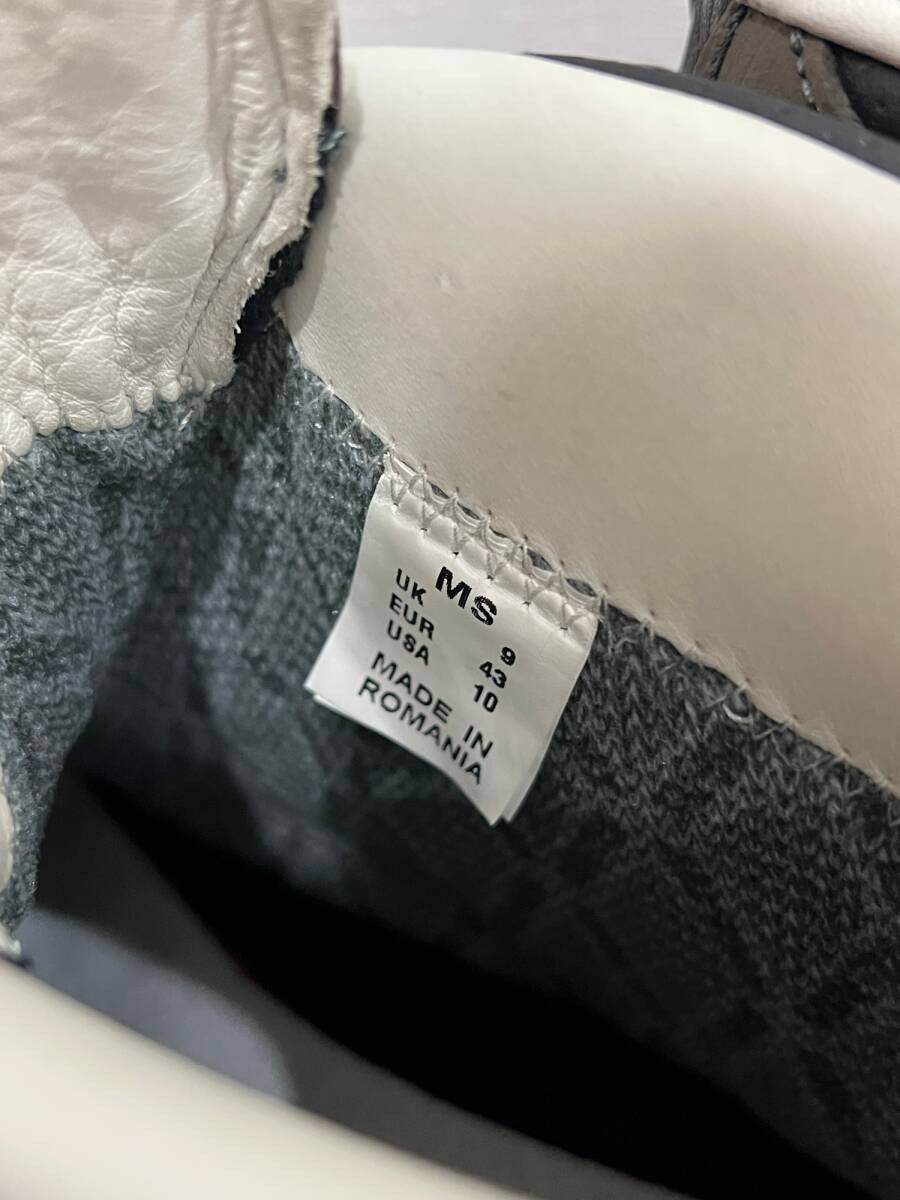 MS
UK 9
EUR 43
USA 10
MADE IN
ROMANIA